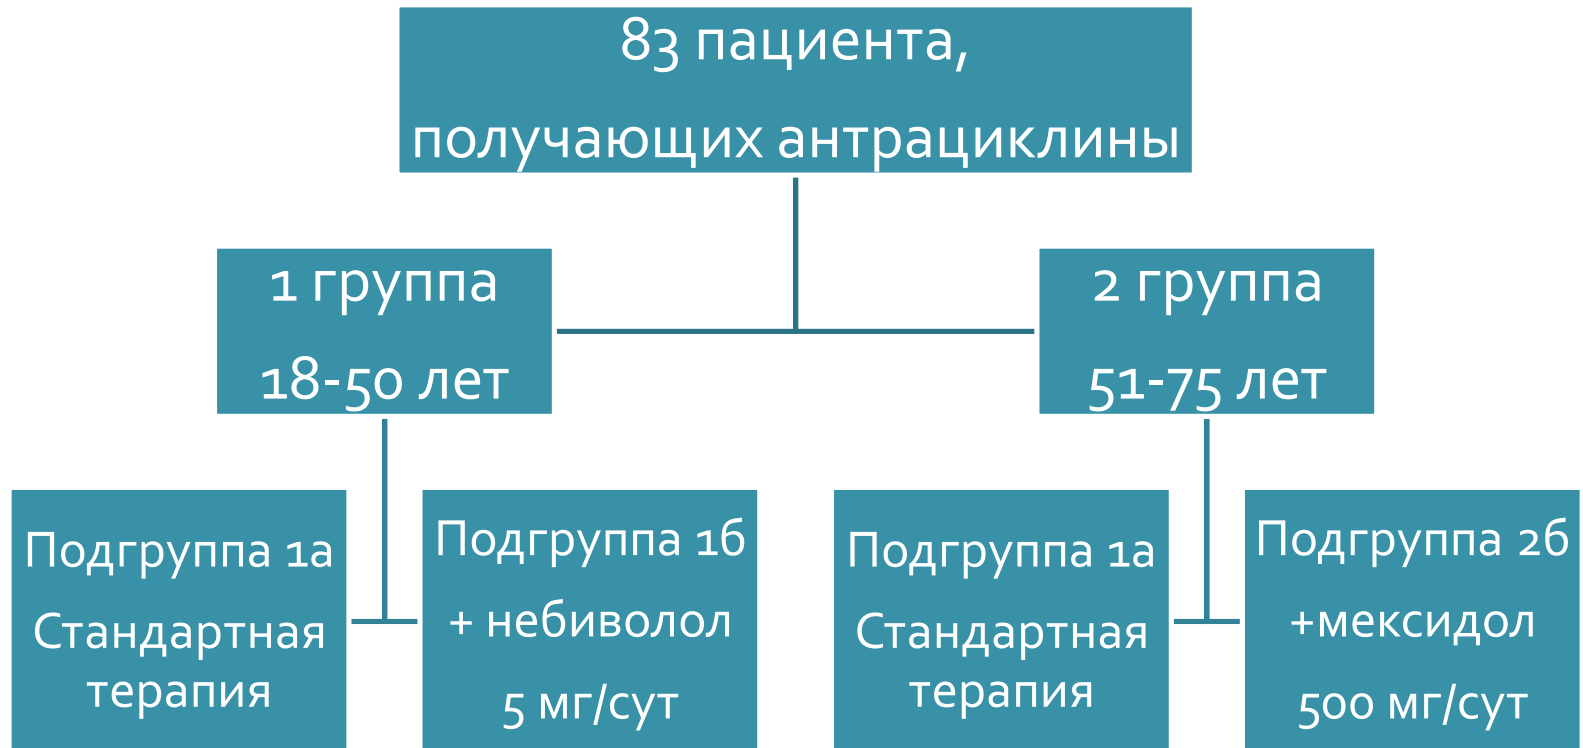 83 пациента,
получающих антрациклины
1 группа
18-50 лет
2 группа
51-75 лет
Подгруппа 1а
Стандартная
терапия
Подгруппа 1б
+ небиволол
5 мг/сут
Подгруппа 1а
Стандартная
терапия
Подгруппа 2б
+мексидол
500 мг/сут